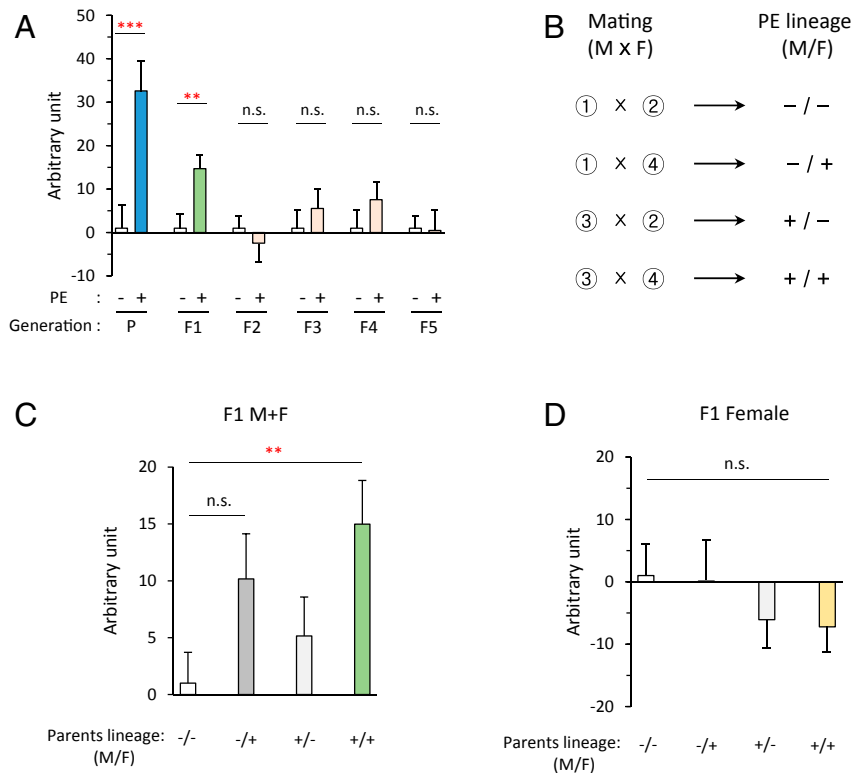 A
50
40
30
20
10
0
-10
Arbitrary unit
***
**
n.s.
n.s.
n.s.
n.s.
PE : - + - + - + - + - + - +
Generation : P F1 F2 F3 F4 F5
B
Mating
(M x F)
PE lineage
(M/F)
① × ② → – / –
① × ④ → – / +
③ × ② → + / –
③ × ④ → + / +
C
F1 M+F
20
15
10
5
0
Arbitrary unit
**
n.s.
Parents lineage: -/- -/+ +/- +/+
(M/F)
D
F1 Female
20
10
0
-10
-20
Arbitrary unit
n.s.
Parents lineage: -/- -/+ +/- +/+
(M/F)